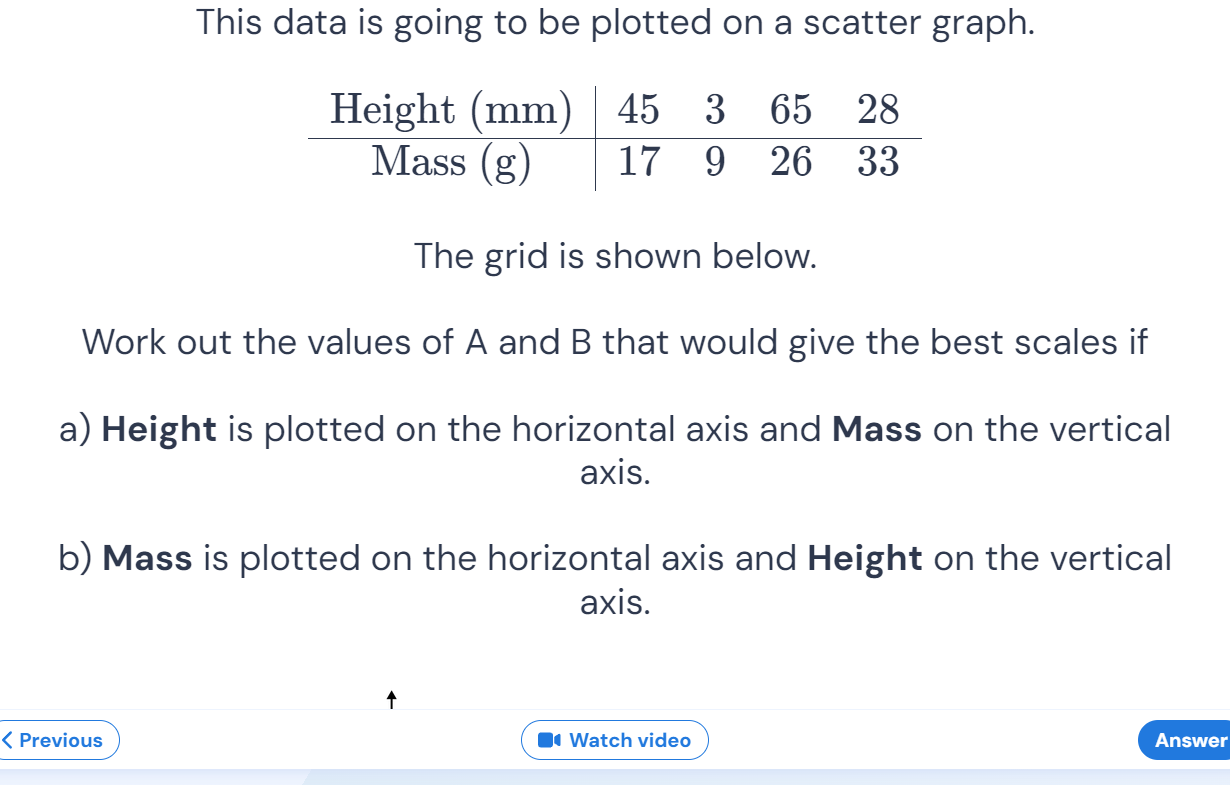 This data is going to be plotted on a scatter graph.
Height (mm) 45 3 65 28
Mass (g) 17 9 26 33
The grid is shown below.
Work out the values of A and B that would give the best scales if
a) Height is plotted on the horizontal axis and Mass on the vertical
axis.
b) Mass is plotted on the horizontal axis and Height on the vertical
axis.
Previous
Watch video
Answer